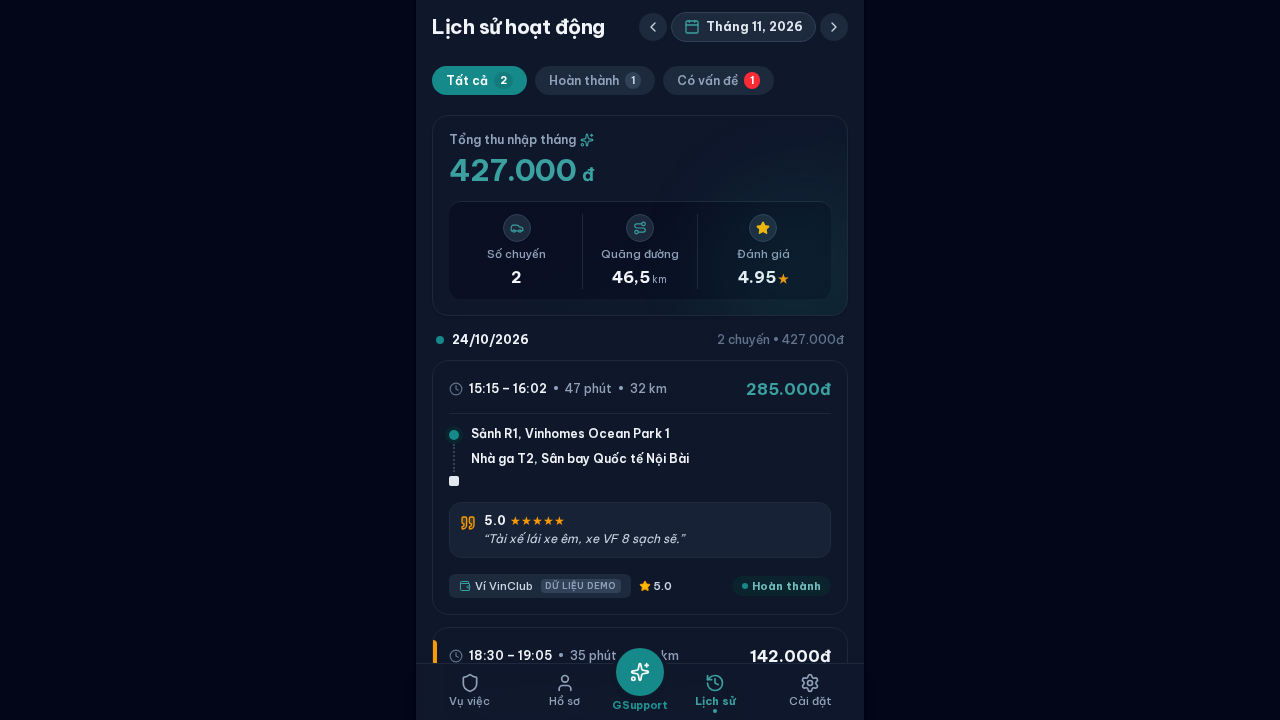 Lịch sử hoạt động
Tháng 11, 2026
Tất cả 2
Hoàn thành 1
Có vấn đề 1
Tổng thu nhập tháng
427.000 đ
Số chuyến
2
Quãng đường
46,5 km
Đánh giá
4.95 ★
24/10/2026
2 chuyến • 427.000đ
15:15 – 16:02 • 47 phút • 32 km
285.000đ
Sảnh R1, Vinhomes Ocean Park 1
Nhà ga T2, Sân bay Quốc tế Nội Bài
5.0 ★★★★★
“Tài xế lái xe êm, xe VF 8 sạch sẽ.”
Ví VinClub DỮ LIỆU DEMO
5.0
Hoàn thành
18:30 – 19:05 • 35 phút km
142.000đ
Vụ việc
Hồ sơ
GSupport
Lịch sử
Cài đặt